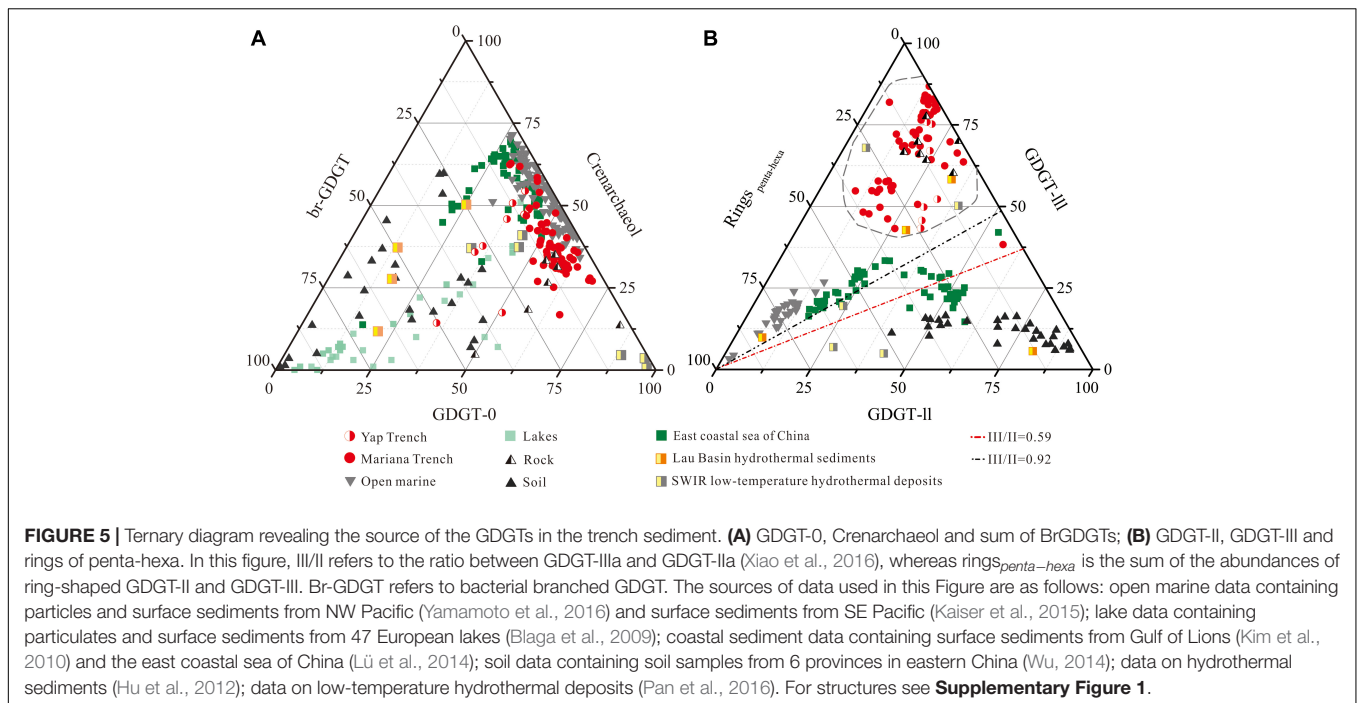 A
B
0
0
100
100
25
75
25
75
br-GDGT
Crenarchaeol
Rings penta-hexa
GDGT-III
50
50
50
50
75
25
75
25
100
0
100
0
0
25
50
75
100
0
25
50
75
100
GDGT-0
GDGT-ll
Yap Trench
Lakes
East coastal sea of China
III/II=0.59
Mariana Trench
Rock
Lau Basin hydrothermal sediments
III/II=0.92
Open marine
Soil
SWIR low-temperature hydrothermal deposits
FIGURE 5 | Ternary diagram revealing the source of the GDGTs in the trench sediment. (A) GDGT-0, Crenarchaeol and sum of BrGDGTs; (B) GDGT-II, GDGT-III and
rings of penta-hexa. In this figure, III/II refers to the ratio between GDGT-IIIa and GDGT-IIa (Xiao et al., 2016), whereas rings penta−hexa is the sum of the abundances of
ring-shaped GDGT-II and GDGT-III. Br-GDGT refers to bacterial branched GDGT. The sources of data used in this Figure are as follows: open marine data containing
particles and surface sediments from NW Pacific (Yamamoto et al., 2016) and surface sediments from SE Pacific (Kaiser et al., 2015); lake data containing
particulates and surface sediments from 47 European lakes (Blaga et al., 2009); coastal sediment data containing surface sediments from Gulf of Lions (Kim et al.,
2010) and the east coastal sea of China (Lü et al., 2014); soil data containing soil samples from 6 provinces in eastern China (Wu, 2014); data on hydrothermal
sediments (Hu et al., 2012); data on low-temperature hydrothermal deposits (Pan et al., 2016). For structures see Supplementary Figure 1.